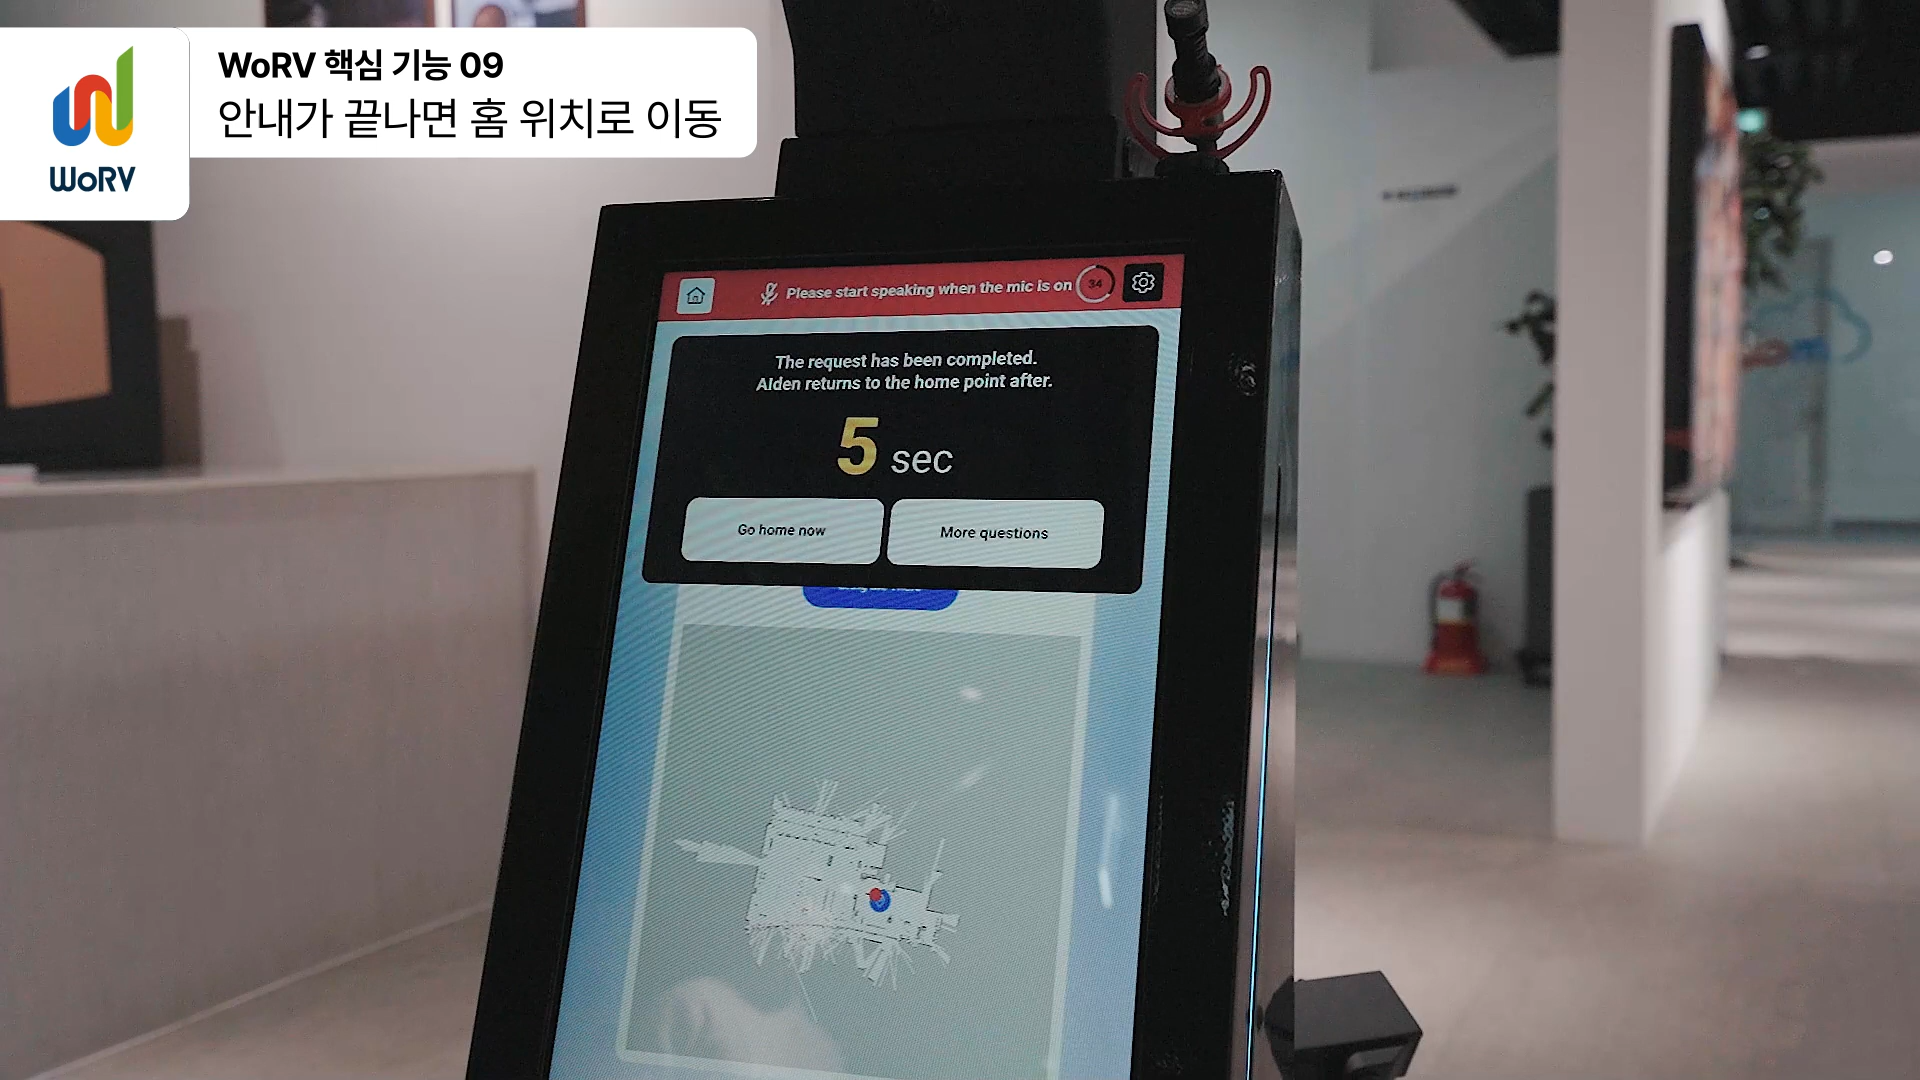 WoRV 핵심 기능 09
안내가 끝나면 홈 위치로 이동
WoRV
Please start speaking when the mic is on
34
The request has been completed.
Alden returns to the home point after.
5 sec
Go home now
More questions